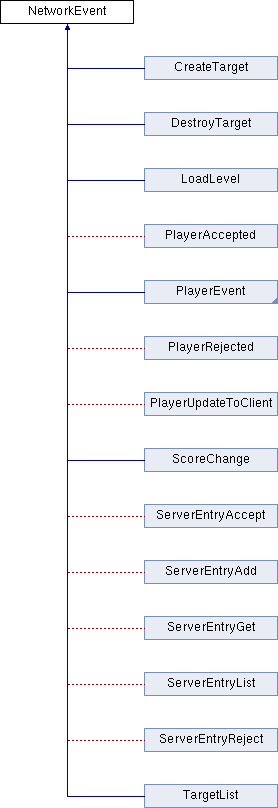 NetworkEvent
CreateTarget
DestroyTarget
LoadLevel
PlayerAccepted
PlayerEvent
PlayerRejected
PlayerUpdateToClient
ScoreChange
ServerEntryAccept
ServerEntryAdd
ServerEntryGet
ServerEntryList
ServerEntryReject
TargetList